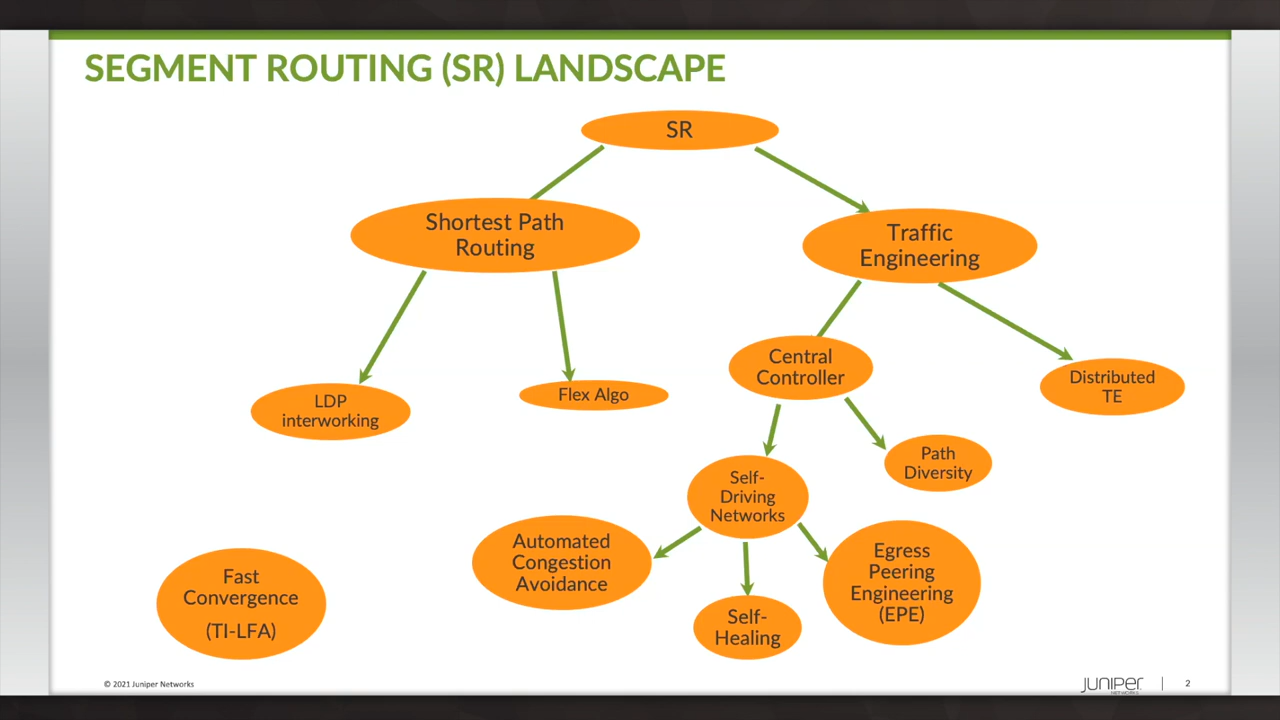 SEGMENT ROUTING (SR) LANDSCAPE
SR
Shortest Path
Routing
Traffic
Engineering
Central
Controller
Distributed
TE
LDP
interworking
Flex Algo
Path
Diversity
Self-
Driving
Networks
Automated
Congestion
Avoidance
Egress
Peering
Engineering
(EPE)
Fast
Convergence
(TI-LFA)
Self-
Healing
© 2021 Juniper Networks
JUNIPER
NETWORKS
2